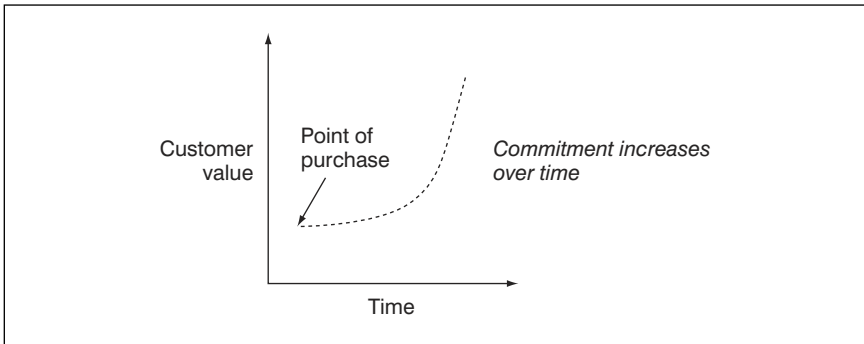 Customer
value
Point of
purchase
Commitment increases
over time
Time